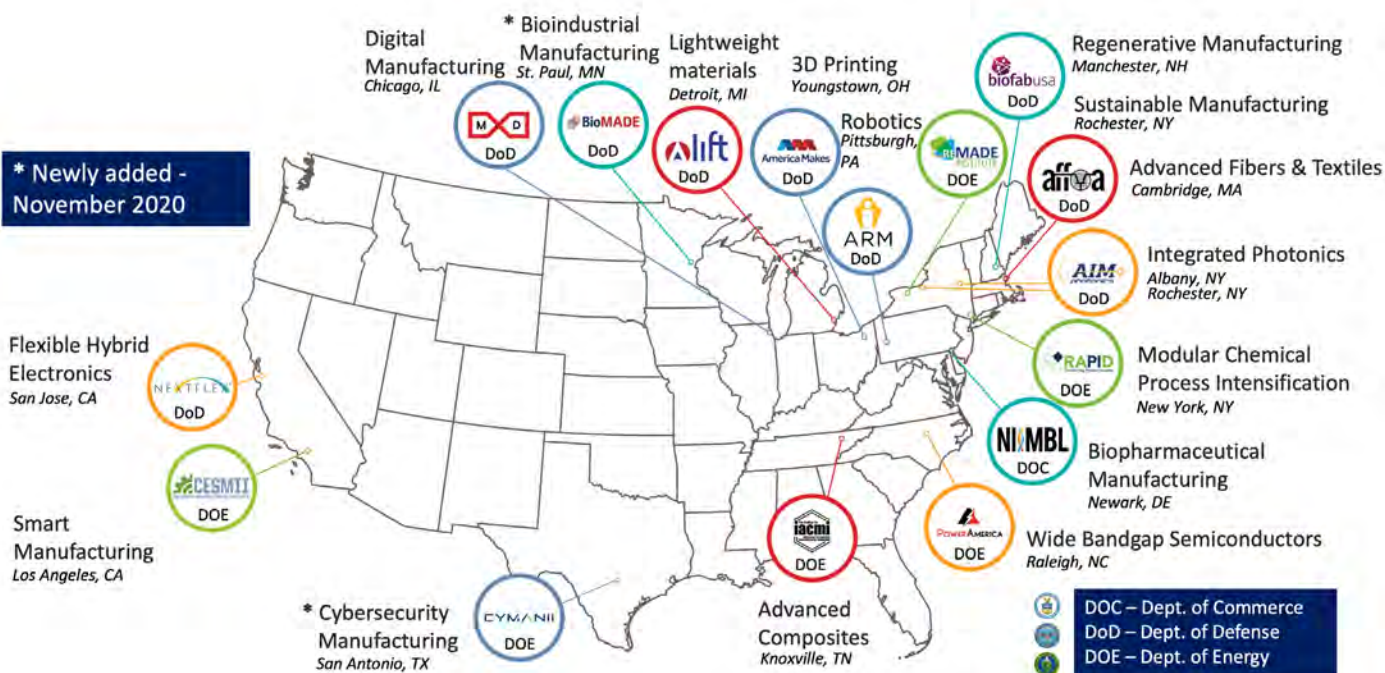 * Newly added -
November 2020
Digital
Manufacturing
Chicago, IL
M D
DoD
* Bioindustrial
Manufacturing
St. Paul, MN
BioMADE
DoD
Lightweight
materials
Detroit, MI
lift
DoD
3D Printing
Youngstown, OH
America Makes
DoD
Robotics
Pittsburgh,
PA
ARM
DoD
REMADE
INSTITUTE
DOE
biofabusa
DoD
Regenerative Manufacturing
Manchester, NH
Sustainable Manufacturing
Rochester, NY
affoa
DoD
Advanced Fibers & Textiles
Cambridge, MA
AIM
PHOTONICS
DoD
Integrated Photonics
Albany, NY
Rochester, NY
RAPID
DOE
Modular Chemical
Process Intensification
New York, NY
NIIMBL
DOC
Biopharmaceutical
Manufacturing
Newark, DE
POWERAMERICA
DOE
Wide Bandgap Semiconductors
Raleigh, NC
iacmi
DOE
Advanced
Composites
Knoxville, TN
Flexible Hybrid
Electronics
San Jose, CA
NEXTFLEX
DoD
CESMII
DOE
Smart
Manufacturing
Los Angeles, CA
* Cybersecurity
Manufacturing
San Antonio, TX
CYMANII
DOE
DOC – Dept. of Commerce
DoD – Dept. of Defense
DOE – Dept. of Energy